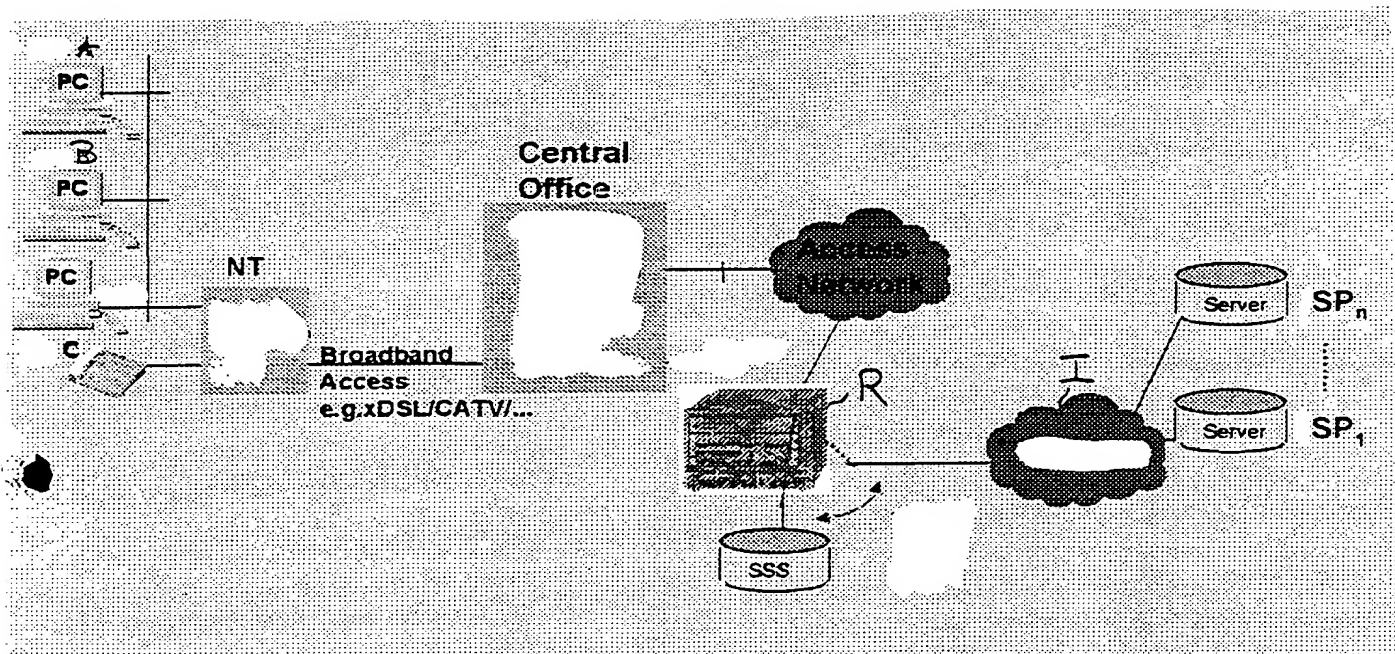 A
PC
B
PC
PC
C
NT
Broadband
Access
e.g.xDSL/CATV/...
Central
Office
Access
Network
R
SSS
I
Server
SPn
Server
SP1